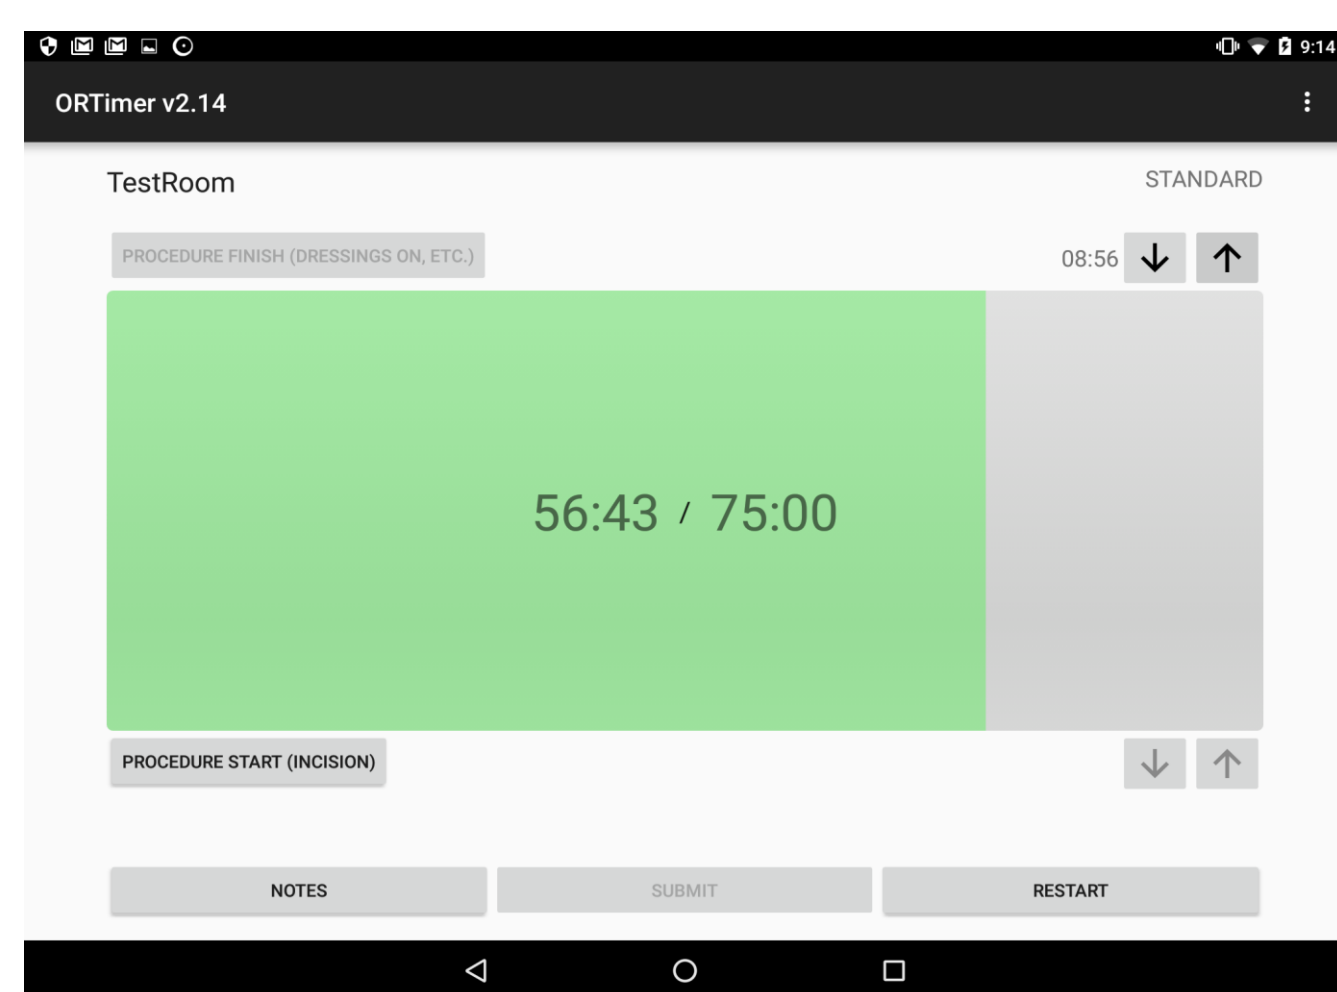 9:14
ORTimer v2.14
TestRoom STANDARD
PROCEDURE FINISH (DRESSINGS ON, ETC.) 08:56
56:43 / 75:00
PROCEDURE START (INCISION)
NOTES SUBMIT RESTART